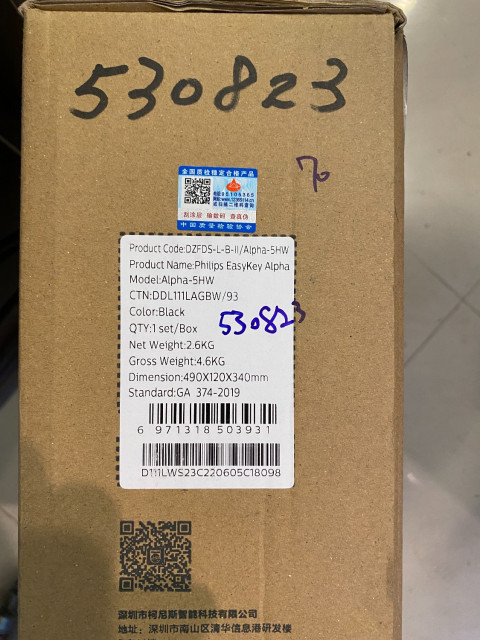 530823
70
全国质检稳定合格产品
刮涂层 输数码 查真伪
中国质量检验协会
Product Code:DZFDS-L-B-II/Alpha-5HW
Product Name:Philips EasyKey Alpha
Model:Alpha-5HW
CTN:DDL111LAGBW/93
Color:Black
QTY:1 set/Box
530823
Net Weight:2.6KG
Gross Weight:4.6KG
Dimension:490X120X340mm
Standard:GA 374-2019
6 971318 503931
D111LWS23C220605C18098
深圳市柯尼斯智能科技有限公司
地址: 深圳市南山区清华信息港研发楼